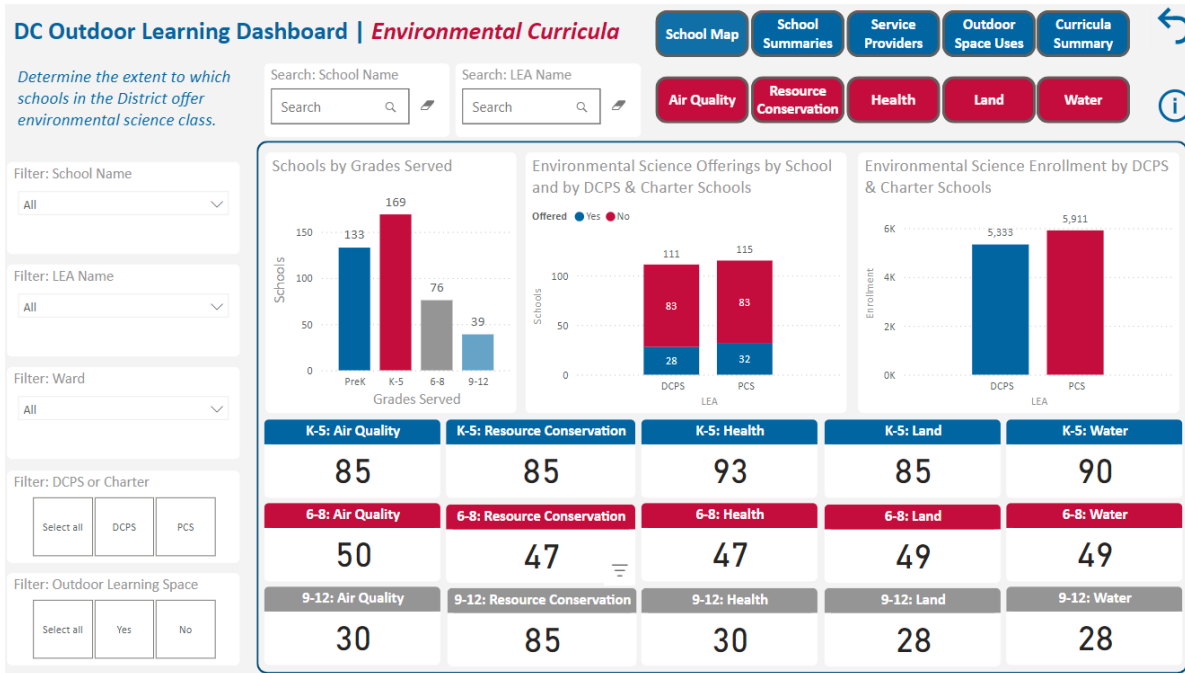 DC Outdoor Learning Dashboard | Environmental Curricula
School Map
School
Summaries
Service
Providers
Outdoor
Space Uses
Curricula
Summary
Determine the extent to which
schools in the District offer
environmental science class.
Search: School Name
Search
Search: LEA Name
Search
Air Quality
Resource
Conservation
Health
Land
Water
Filter: School Name
All
Filter: LEA Name
All
Filter: Ward
All
Filter: DCPS or Charter
Select all
DCPS
PCS
Filter: Outdoor Learning Space
Select all
Yes
No
Schools by Grades Served
Schools
150
100
50
0
133
169
76
39
PreK
K-5
6-8
9-12
Grades Served
Environmental Science Offerings by School
and by DCPS & Charter Schools
Offered Yes No
Schools
100
50
0
111
83
28
115
83
32
DCPS
PCS
LEA
Environmental Science Enrollment by DCPS
& Charter Schools
Enrollment
6K
4K
2K
0K
5,333
5,911
DCPS
PCS
LEA
K-5: Air Quality
85
K-5: Resource Conservation
85
K-5: Health
93
K-5: Land
85
K-5: Water
90
6-8: Air Quality
50
6-8: Resource Conservation
47
6-8: Health
47
6-8: Land
49
6-8: Water
49
9-12: Air Quality
30
9-12: Resource Conservation
85
9-12: Health
30
9-12: Land
28
9-12: Water
28